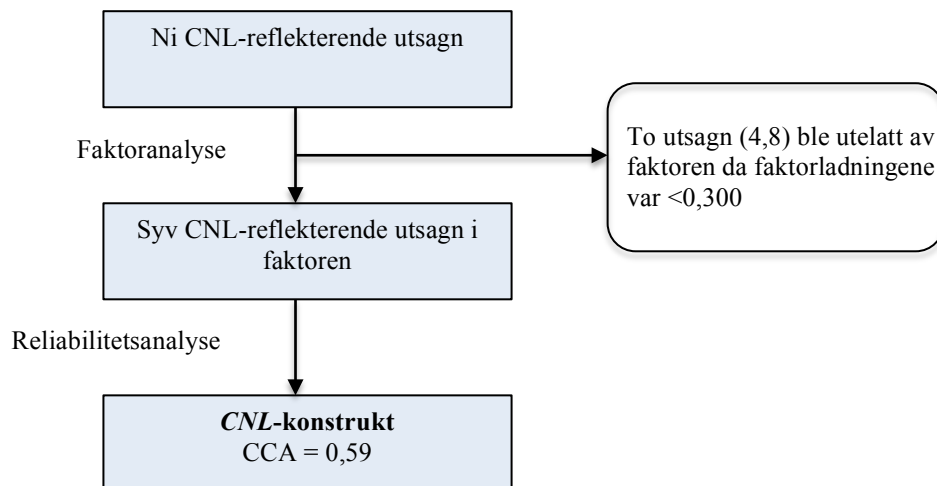 Ni CNL-reflekterende utsagn
Faktoranalyse
To utsagn (4,8) ble utelatt av
faktoren da faktorladningene
var <0,300
Syv CNL-reflekterende utsagn i
faktoren
Reliabilitetsanalyse
CNL-konstrukt
CCA = 0,59